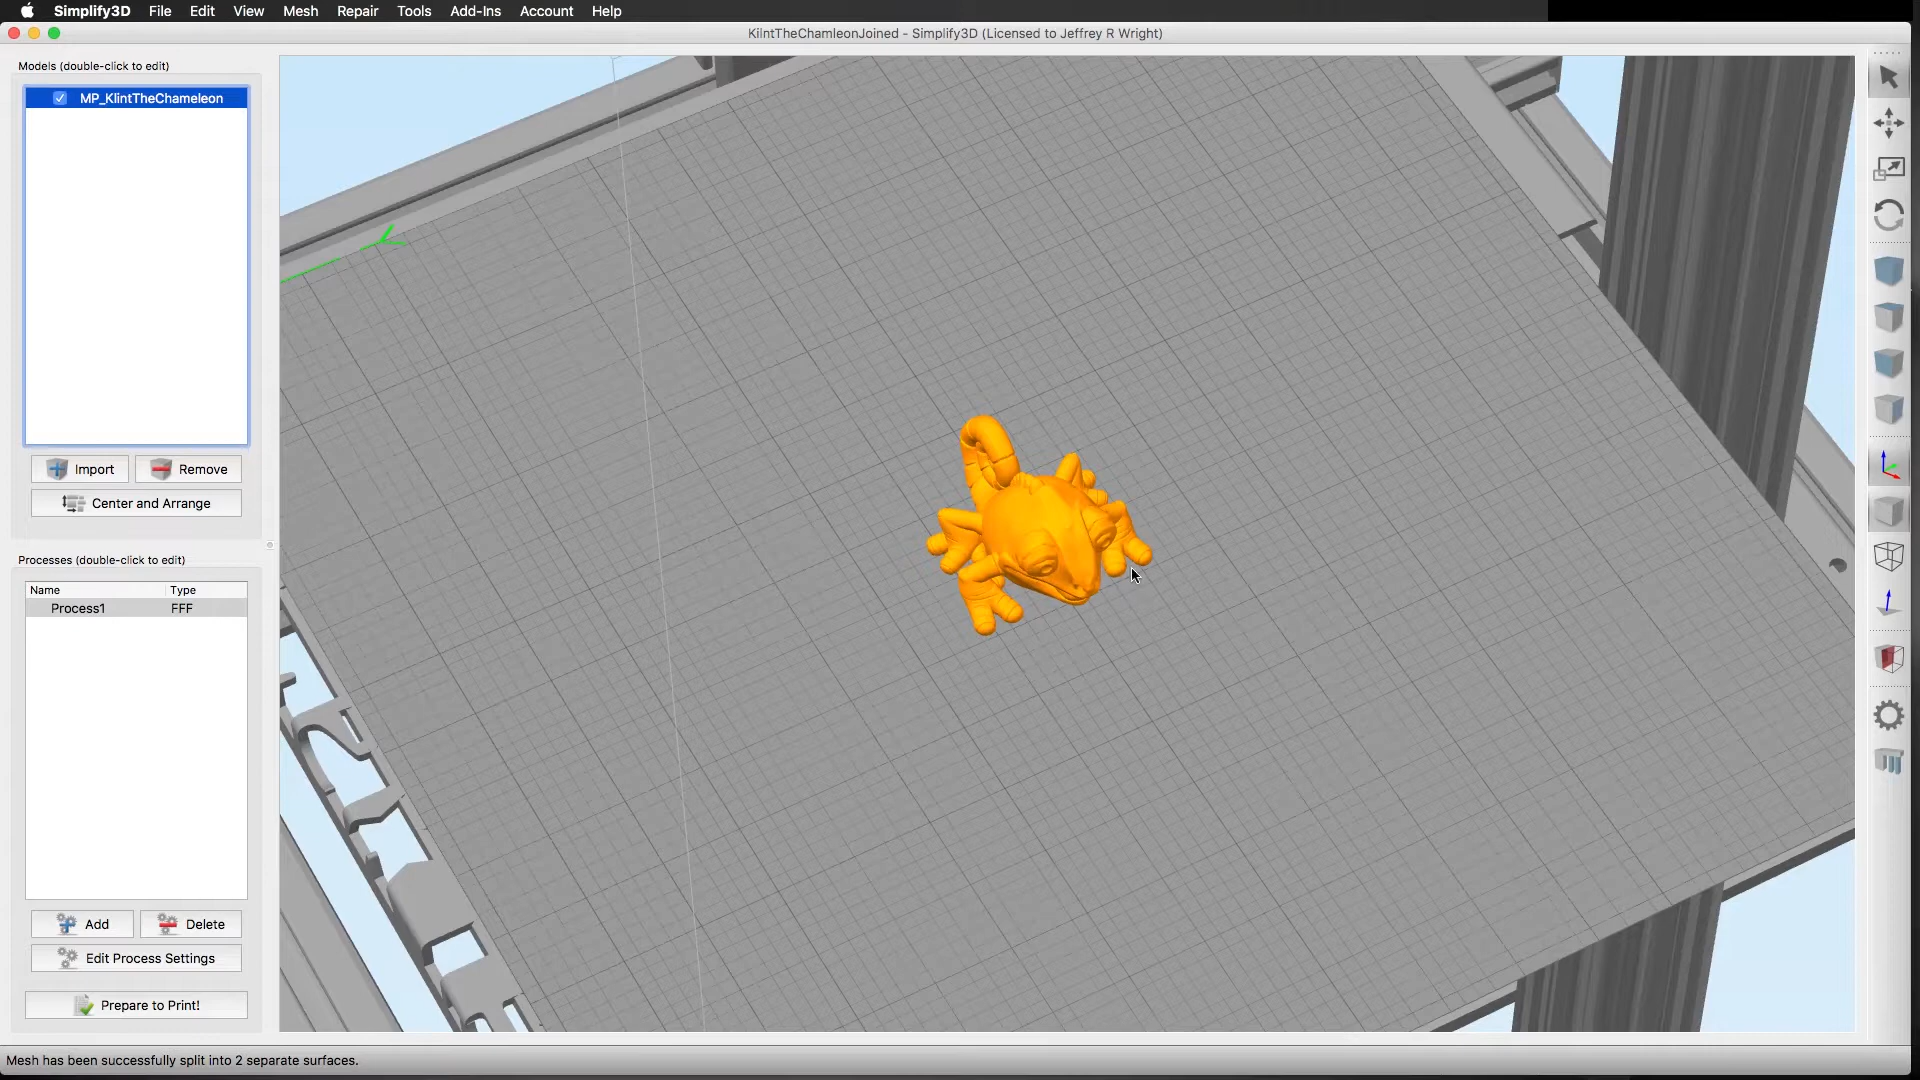 Simplify3D File Edit View Mesh Repair Tools Add-Ins Account Help
KiIntTheChamleonJoined - Simplify3D (Licensed to Jeffrey R Wright)
Models (double-click to edit)
MP_KlintTheChameleon
Import Remove
Center and Arrange
Processes (double-click to edit)
Name Type
Process1 FFF
Add Delete
Edit Process Settings
Prepare to Print!
Mesh has been successfully split into 2 separate surfaces.